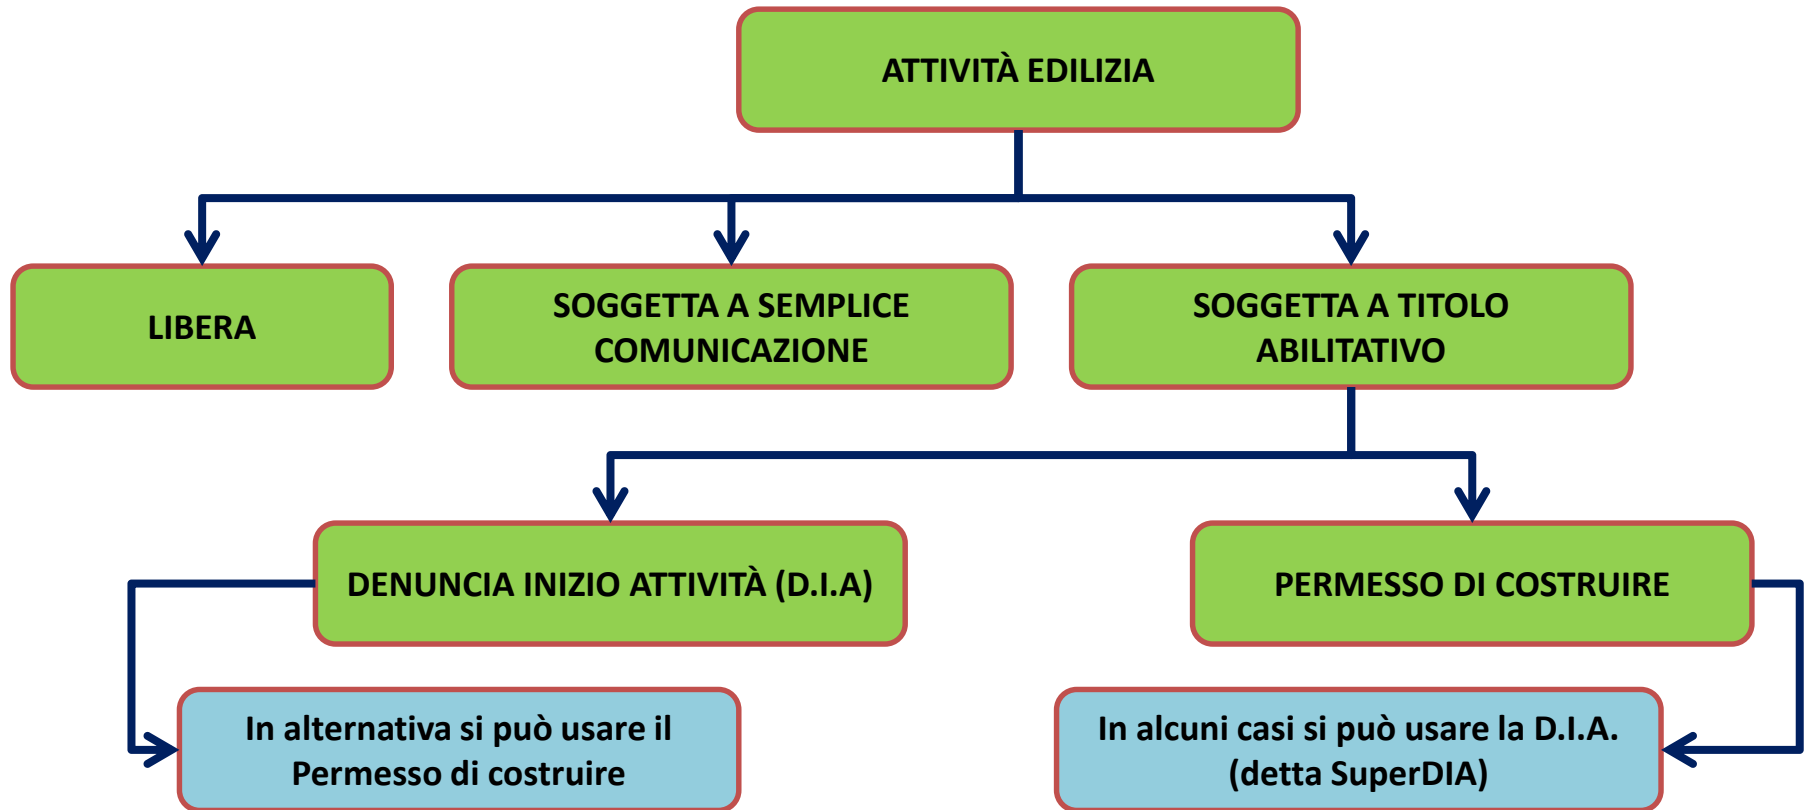 ATTIVITÀ EDILIZIA
LIBERA
SOGGETTA A SEMPLICE
COMUNICAZIONE
SOGGETTA A TITOLO
ABILITATIVO
DENUNCIA INIZIO ATTIVITÀ (D.I.A)
PERMESSO DI COSTRUIRE
In alternativa si può usare il
Permesso di costruire
In alcuni casi si può usare la D.I.A.
(detta SuperDIA)